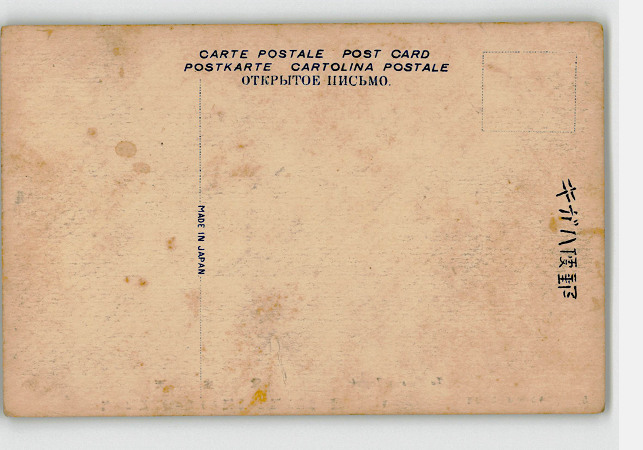 CARTE POSTALE POST CARD
POSTKARTE CARTOLINA POSTALE
ОТКРЫТОЕ ПИСЬМО.
MADE IN JAPAN
郵便ハガキ